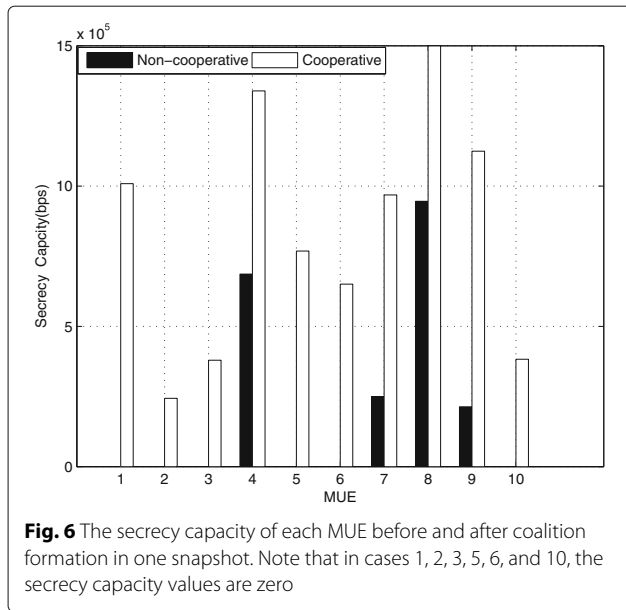 x 10⁵
15
Non-cooperative Cooperative
10
5
0
Secrecy Capcity(bps)
1 2 3 4 5 6 7 8 9 10
MUE
Fig. 6 The secrecy capacity of each MUE before and after coalition
formation in one snapshot. Note that in cases 1, 2, 3, 5, 6, and 10, the
secrecy capacity values are zero